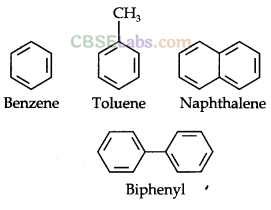 CH₃
CBSELabs.com
Benzene Toluene Naphthalene
Biphenyl